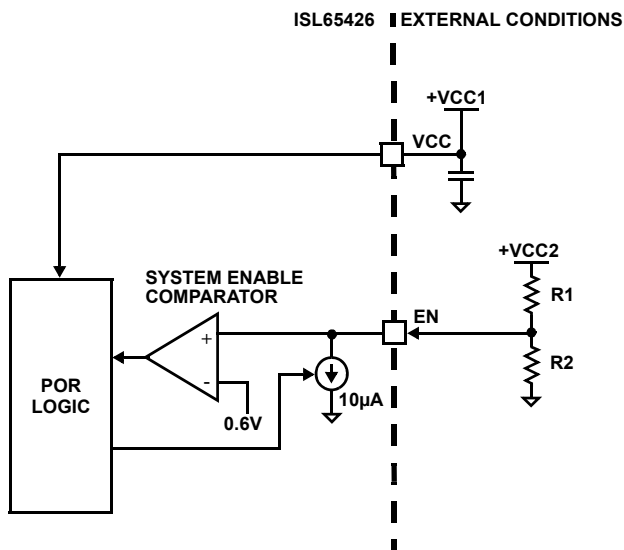 ISL65426
EXTERNAL CONDITIONS
+VCC1
VCC
+VCC2
SYSTEM ENABLE
COMPARATOR
R1
EN
+
R2
POR
LOGIC
-
10µA
0.6V